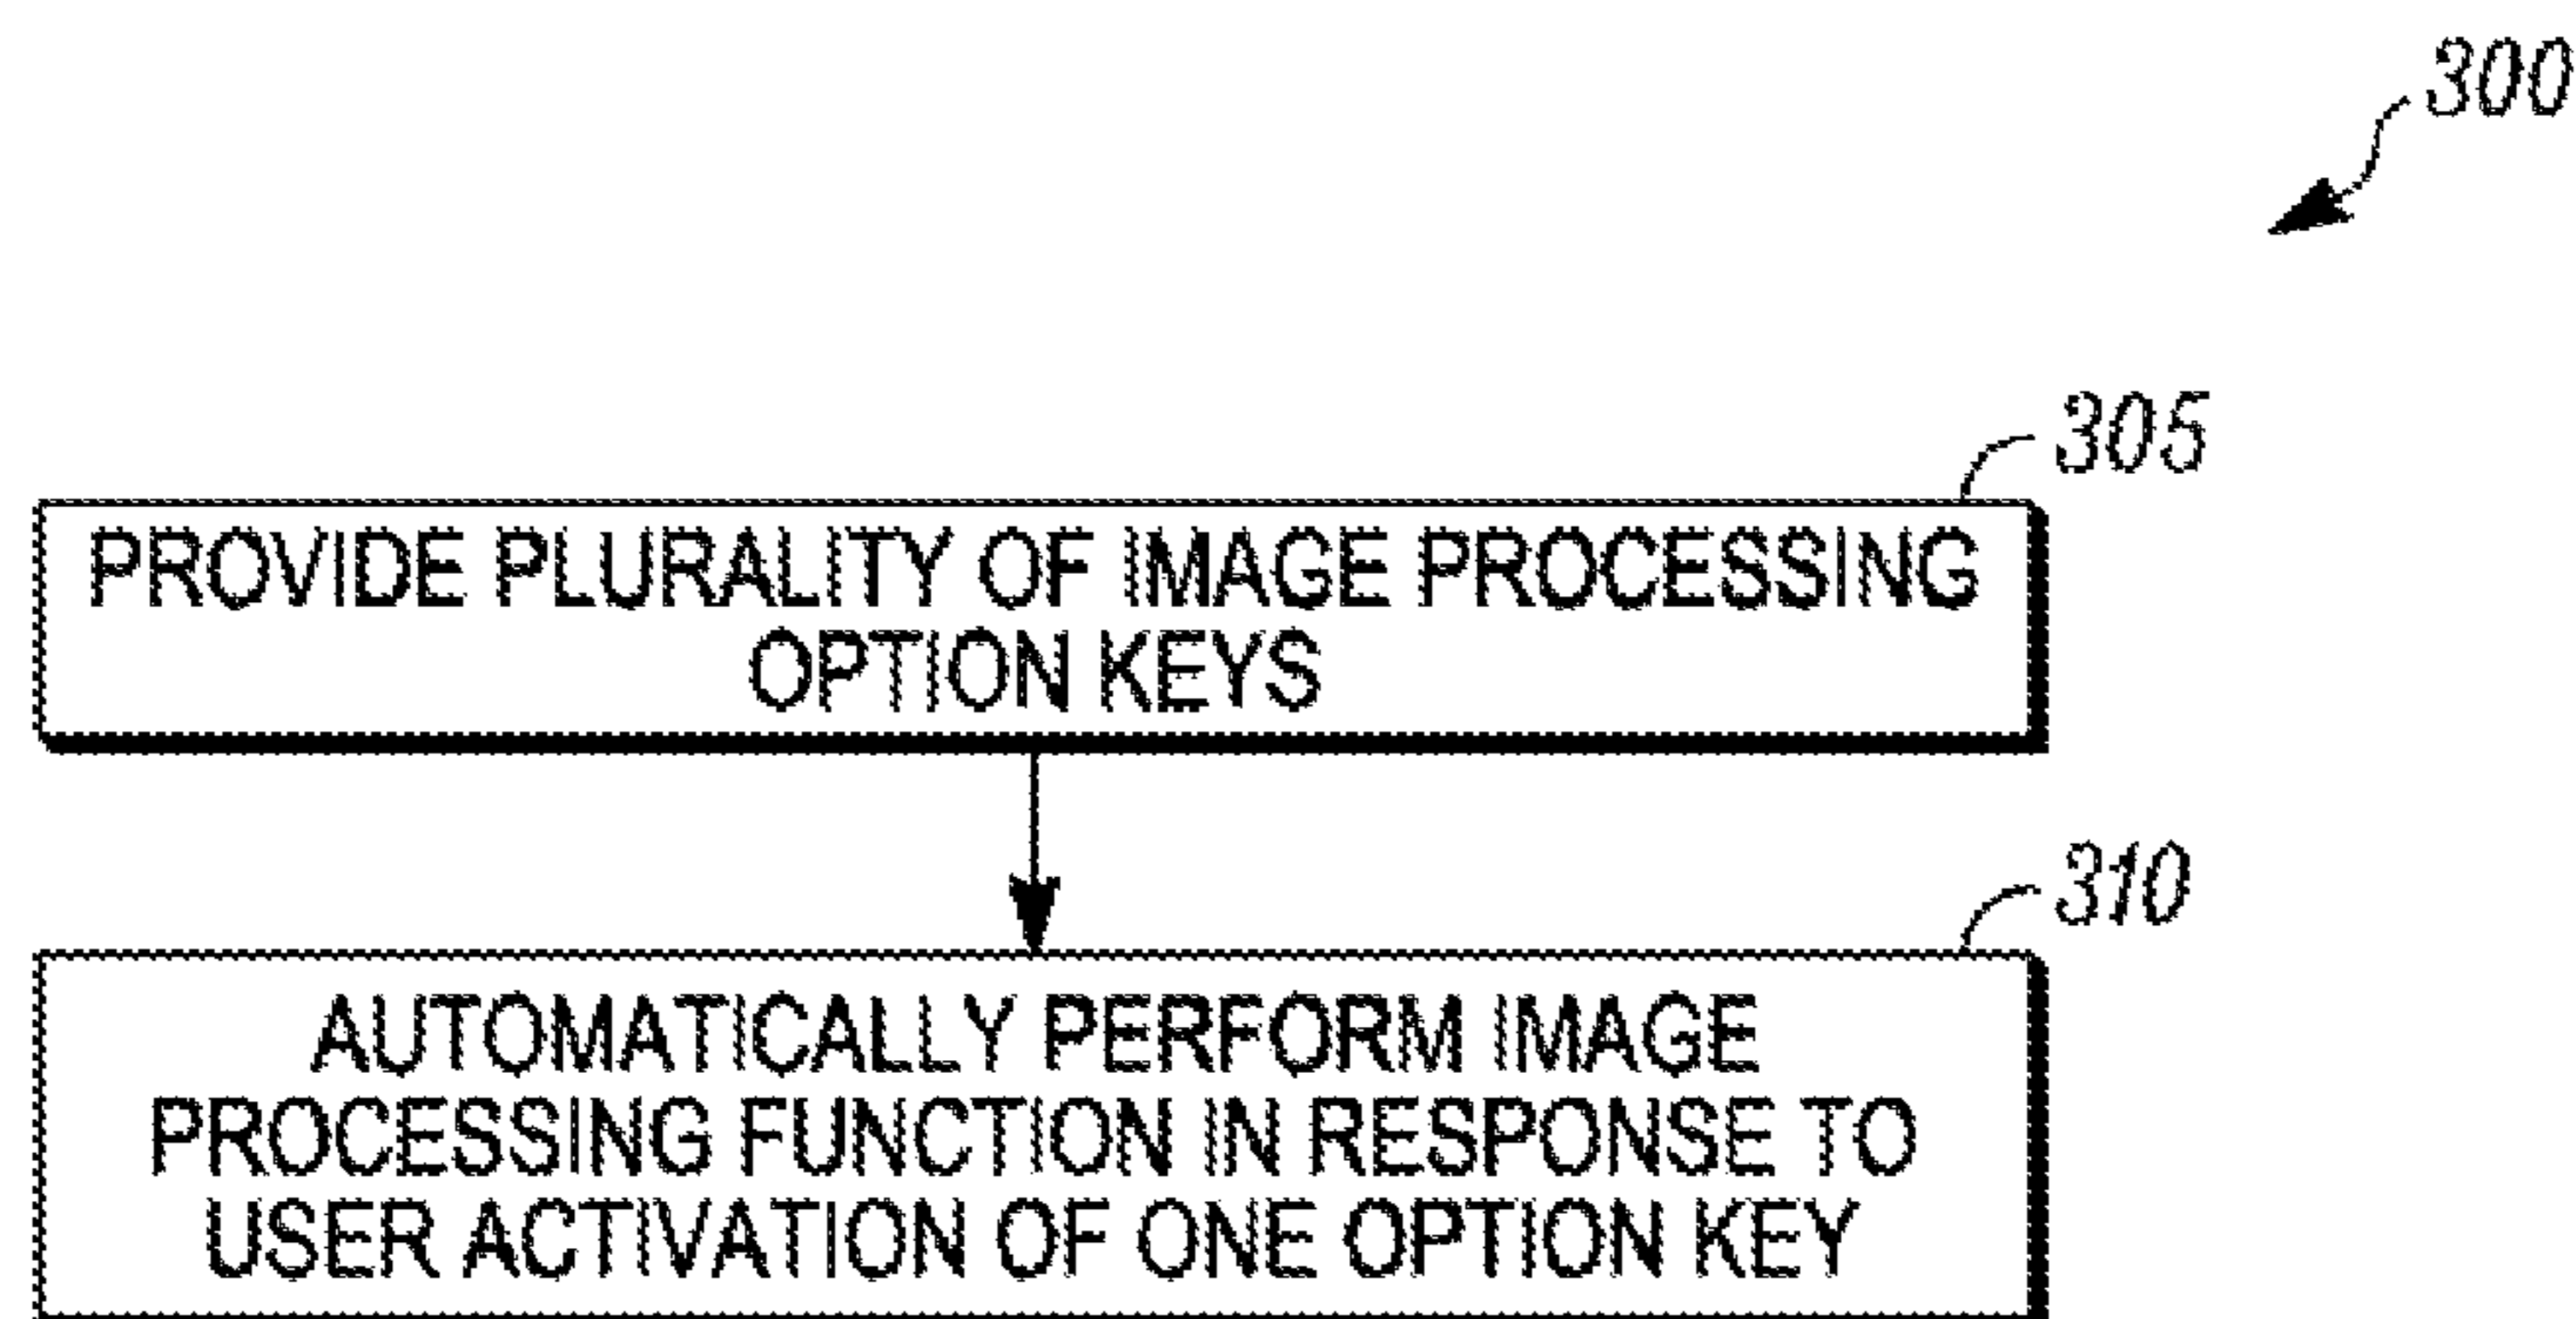 300
305
PROVIDE PLURALITY OF IMAGE PROCESSING
OPTION KEYS
310
AUTOMATICALLY PERFORM IMAGE
PROCESSING FUNCTION IN RESPONSE TO
USER ACTIVATION OF ONE OPTION KEY